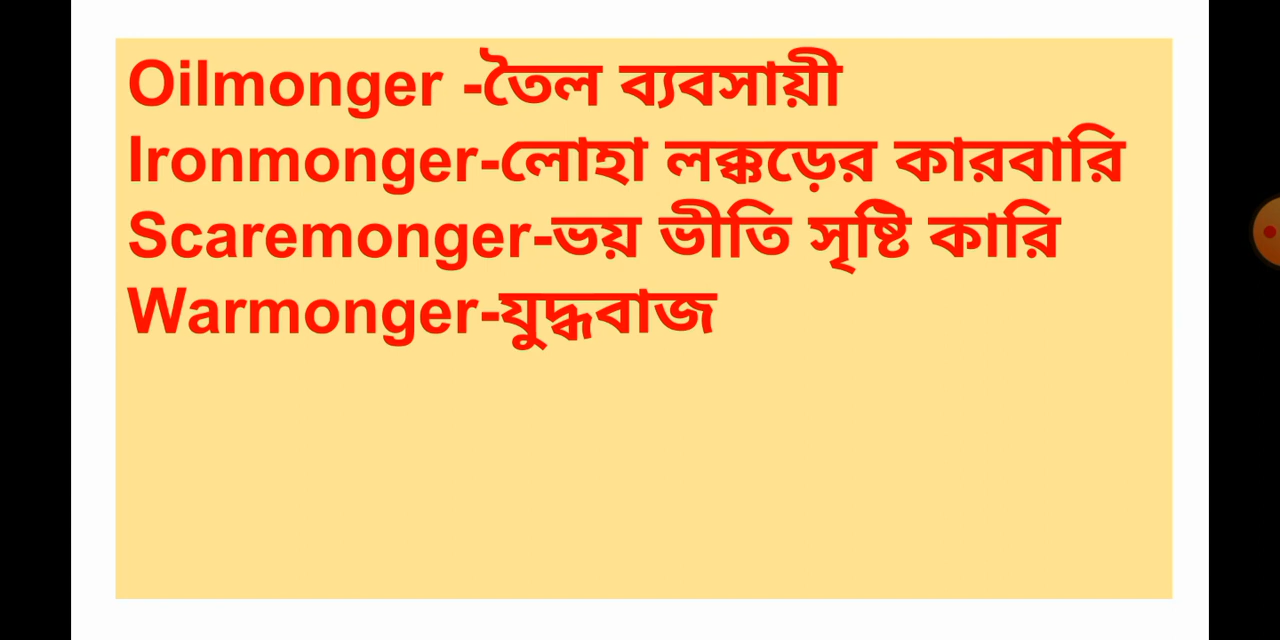 Oilmonger -তৈল ব্যবসায়ী
Ironmonger-লোহা লক্কড়ের কারবারি
Scaremonger-ভয় ভীতি সৃষ্টি কারি
Warmonger-যুদ্ধবাজ